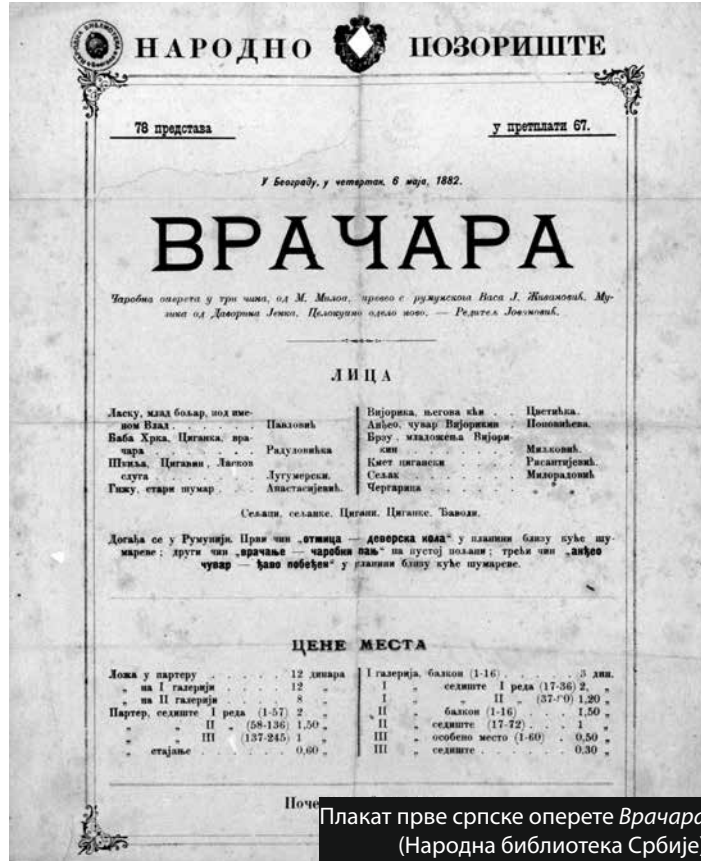 НАРОДНО ПОЗОРИШТЕ
78 представа
у претплати 67.
У Београду, у четвртак, 6 маја, 1882.
ВРАЧАРА
Чаробна оперета у три чина, од М. Милоа, превео с румунскога Васа Ј. Живановић. Му-
зика од Даворина Јенка. Целокупно одело ново. — Редитељ Јовановић.
ЛИЦА
Ласку, млад бољар, под име-
ном Влад . . . . . . Павловић
Баба Хрка, Циганка, вра-
чара . . . . . . Радуловићка
Шкиља, Циганин, Ласков
слуга . . . . . . Лугумерски.
Гижу, стари шумар . . . Анастасијевић.
Вијорика, његова кћи . . Цветићка.
Анђео, чувар Вијорикин . Поповићева.
Брзу, младожења Вијори-
кин . . . . . . Миљковић.
Кмет цигански . . . Рисантијевић.
Сељак . . . . . . Милорадовић
Чергарица . . . . . .
Сељаци, сељанке, Цигани, Циганке, Ђаволи.
Догађа се у Румунији. Први чин „отмица — деверска кола“ у планини близу куће шу-
мареве; други чин „врачање — чаробни пањ“ на пустој пољани; трећи чин „анђео
чувар — ђаво побеђен“ у планини близу куће шумареве.
ЦЕНЕ МЕСТА
Ложа у партеру . . . . . 12 динара
„ на I галерији . . . . 12 „
„ на II галерији . . . . 8 „
Партер, седиште I реда (1-57) 2 „
„ „ II „ (58-136) 1,50 „
„ „ III (137-245) 1 „
„ стајање . . . . . 0,60 „
I галерија, балкон (1-16) . . . 3 дин.
I „ седиште I реда (17-36) 2, „
I „ „ II „ 1,20 „
II „ балкон (1-16) . . . 1,50 „
II „ седиште (17-72) . . 1 „
III „ особено место (1-60) . 0,50 „
III „ седиште . . . . . 0,30 „
Плакат прве српске оперете Врачара
(Народна библиотека Србије)